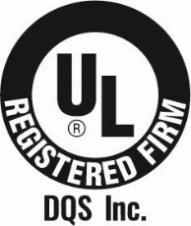 UL
®
REGISTERED FIRM
DQS Inc.